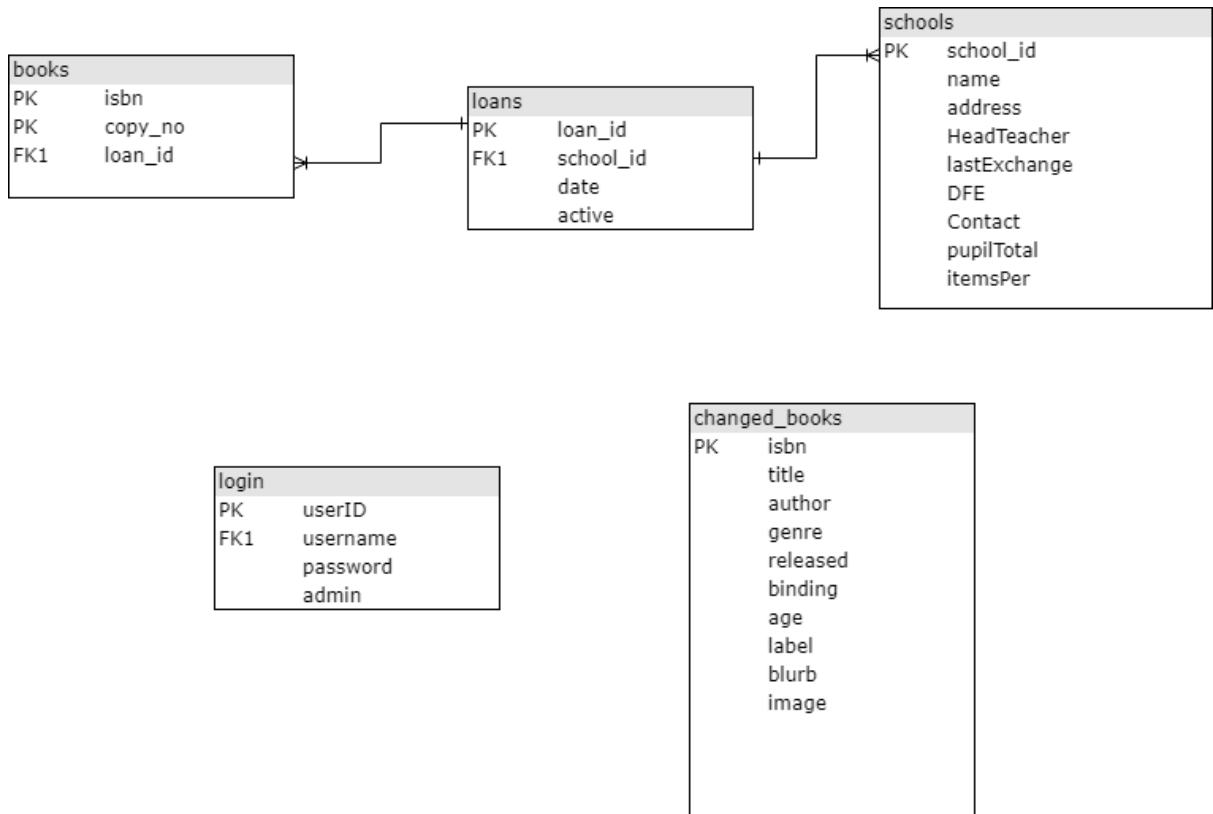 books
PK isbn
PK copy_no
FK1 loan_id
loans
PK loan_id
FK1 school_id
date
active
schools
PK school_id
name
address
HeadTeacher
lastExchange
DFE
Contact
pupilTotal
itemsPer
login
PK userID
FK1 username
password
admin
changed_books
PK isbn
title
author
genre
released
binding
age
label
blurb
image